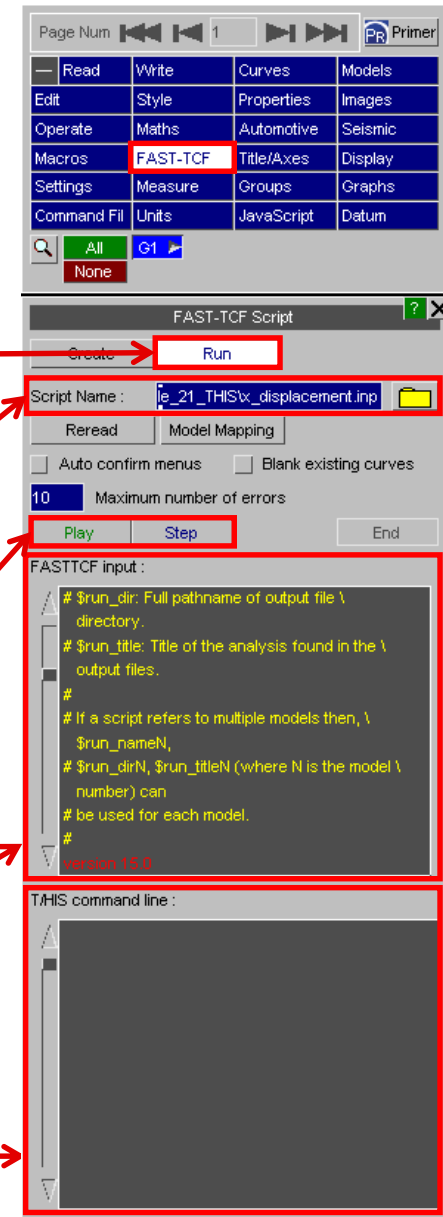 Page Num 1 PR Primer
— Read Write Curves Models
Edit Style Properties Images
Operate Maths Automotive Seismic
Macros FAST-TCF Title/Axes Display
Settings Measure Groups Graphs
Command Fil Units JavaScript Datum
All G1
None
FAST-TCF Script ? X
Create Run
Script Name : le_21_THIS\x_displacement.inp
Reread Model Mapping
Auto confirm menus Blank existing curves
10 Maximum number of errors
Play Step End
FASTTCF input :
# $run_dir: Full pathname of output file \
directory.
# $run_title: Title of the analysis found in the \
output files.
#
# If a script refers to multiple models then, \
$run_nameN,
# $run_dirN, $run_titleN (where N is the model \
number) can
# be used for each model.
#
version 15.0
T/HIS command line :